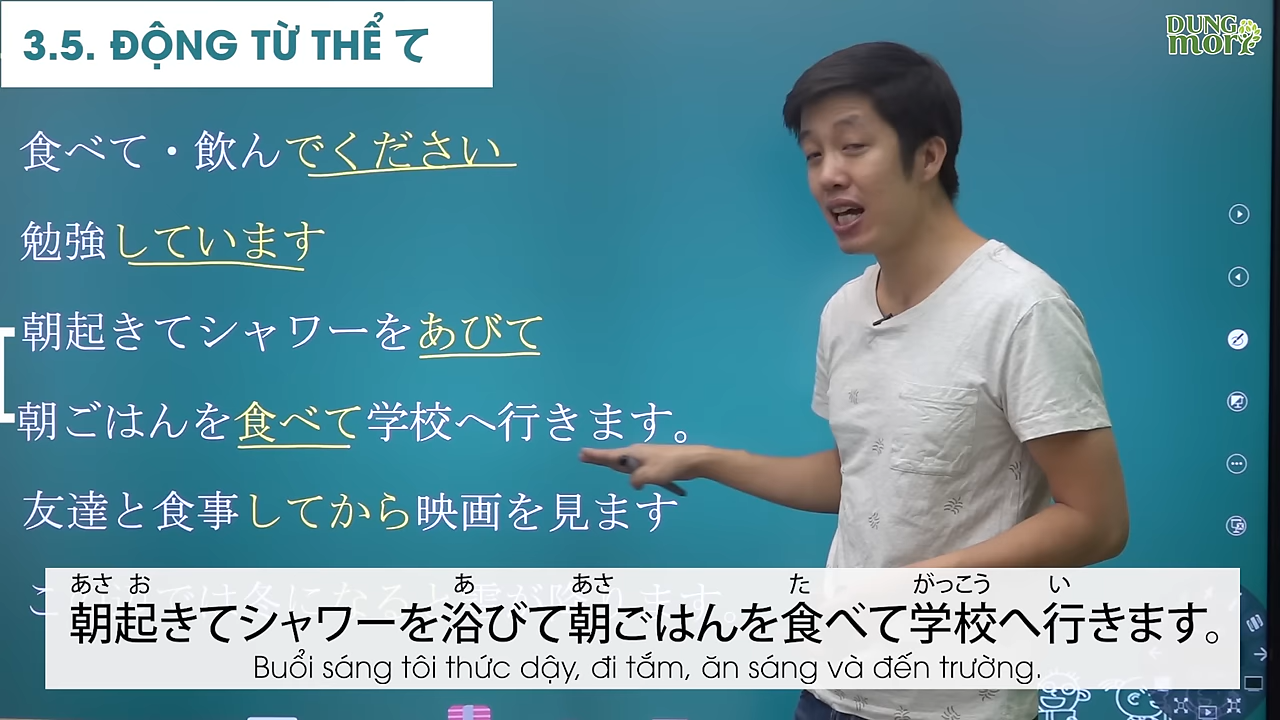 3.5. ĐỘNG TỪ THỂ て
DUNG
mori
食べて・飲んでください
勉強しています
朝起きてシャワーをあびて
朝ごはんを食べて学校へ行きます。
友達と食事してから映画を見ます
あさ お あ あさ た がっこう い
朝起きてシャワーを浴びて朝ごはんを食べて学校へ行きます。
Buổi sáng tôi thức dậy, đi tắm, ăn sáng và đến trường.